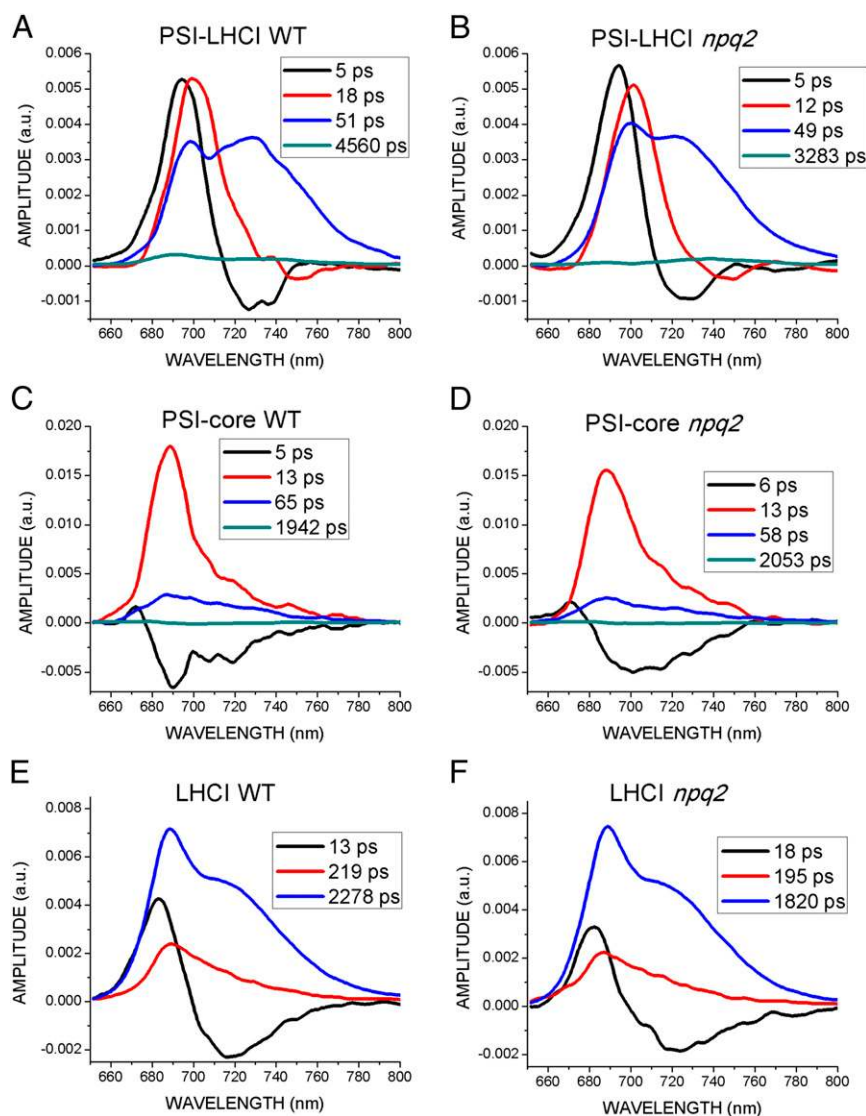 A
PSI-LHCI WT
AMPLITUDE (a.u.)
0.006
0.005
0.004
0.003
0.002
0.001
0.000
-0.001
5 ps
18 ps
51 ps
4560 ps
660 680 700 720 740 760 780 800
WAVELENGTH (nm)
B
PSI-LHCI npq2
AMPLITUDE (a.u.)
0.006
0.005
0.004
0.003
0.002
0.001
0.000
-0.001
5 ps
12 ps
49 ps
3283 ps
660 680 700 720 740 760 780 800
WAVELENGTH (nm)
C
PSI-core WT
AMPLITUDE (a.u.)
0.020
0.015
0.010
0.005
0.000
-0.005
5 ps
13 ps
65 ps
1942 ps
660 680 700 720 740 760 780 800
WAVELENGTH (nm)
D
PSI-core npq2
AMPLITUDE (a.u.)
0.020
0.015
0.010
0.005
0.000
-0.005
6 ps
13 ps
58 ps
2053 ps
660 680 700 720 740 760 780 800
WAVELENGTH (nm)
E
LHCI WT
AMPLITUDE (a.u.)
0.008
0.006
0.004
0.002
0.000
-0.002
13 ps
219 ps
2278 ps
660 680 700 720 740 760 780 800
WAVELENGTH (nm)
F
LHCI npq2
AMPLITUDE (a.u.)
0.008
0.006
0.004
0.002
0.000
-0.002
18 ps
195 ps
1820 ps
660 680 700 720 740 760 780 800
WAVELENGTH (nm)